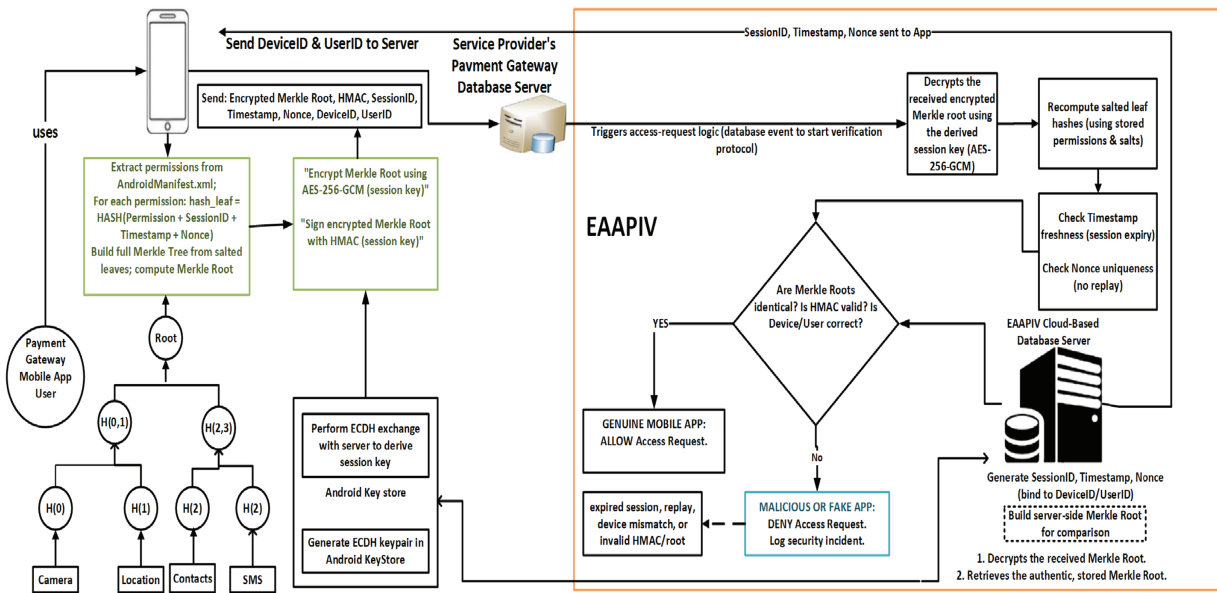 SessionID, Timestamp, Nonce sent to App
Send DeviceID & UserID to Server
Service Provider's
Payment Gateway
Database Server
Send: Encrypted Merkle Root, HMAC, SessionID,
Timestamp, Nonce, DeviceID, UserID
uses
Triggers access-request logic (database event to start verification
protocol)
Decrypts the
received encrypted
Merkle root using
the derived
session key (AES-
256-GCM)
Recompute salted leaf
hashes (using stored
permissions & salts)
Extract permissions from
AndroidManifest.xml;
For each permission: hash_leaf =
HASH(Permission + SessionID +
Timestamp + Nonce)
Build full Merkle Tree from salted
leaves; compute Merkle Root
"Encrypt Merkle Root using
AES-256-GCM (session key)"
"Sign encrypted Merkle Root
with HMAC (session key)"
EAAPIV
Check Timestamp
freshness (session expiry)
Check Nonce uniqueness
(no replay)
Are Merkle Roots
identical? Is HMAC valid? Is
Device/User correct?
YES
No
EAAPIV Cloud-Based
Database Server
Payment
Gateway
Mobile App
User
Root
H(0,1)
H(2,3)
H(0)
H(1)
H(2)
H(2)
Camera
Location
Contacts
SMS
Perform ECDH exchange
with server to derive
session key
Android Key store
Generate ECDH keypair in
Android KeyStore
GENUINE MOBILE APP:
ALLOW Access Request.
expired session, replay,
device mismatch, or
invalid HMAC/root
MALICIOUS OR FAKE APP:
DENY Access Request.
Log security incident.
Generate SessionID, Timestamp, Nonce
(bind to DeviceID/UserID)
Build server-side Merkle Root
for comparison
1. Decrypts the received Merkle Root.
2. Retrieves the authentic, stored Merkle Root.